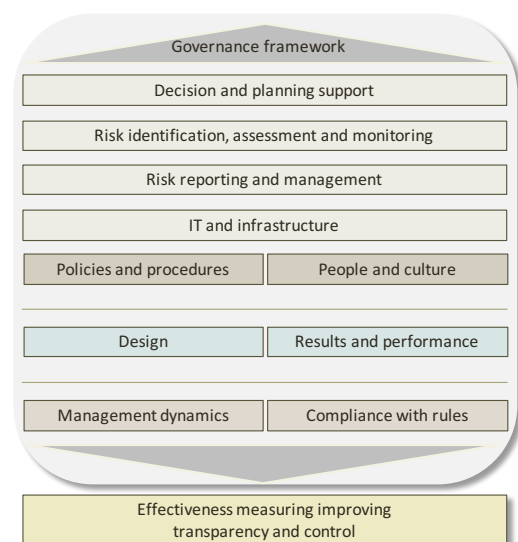 Governance framework
Decision and planning support
Risk identification, assessment and monitoring
Risk reporting and management
IT and infrastructure
Policies and procedures
People and culture
Design
Results and performance
Management dynamics
Compliance with rules
Effectiveness measuring improving
transparency and control